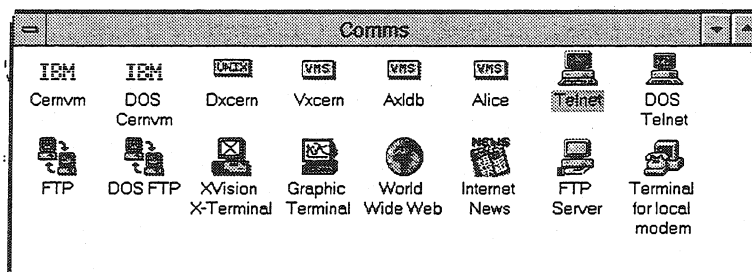 Comms
IBM IBM UNIX VMS VMS VMS
Cernvm DOS Cernvm Dxcern Vxcern Axldb Alice Telnet DOS Telnet
NEWS
FTP DOS FTP XVision X-Terminal Graphic Terminal World Wide Web Internet News FTP Server Terminal for local modem